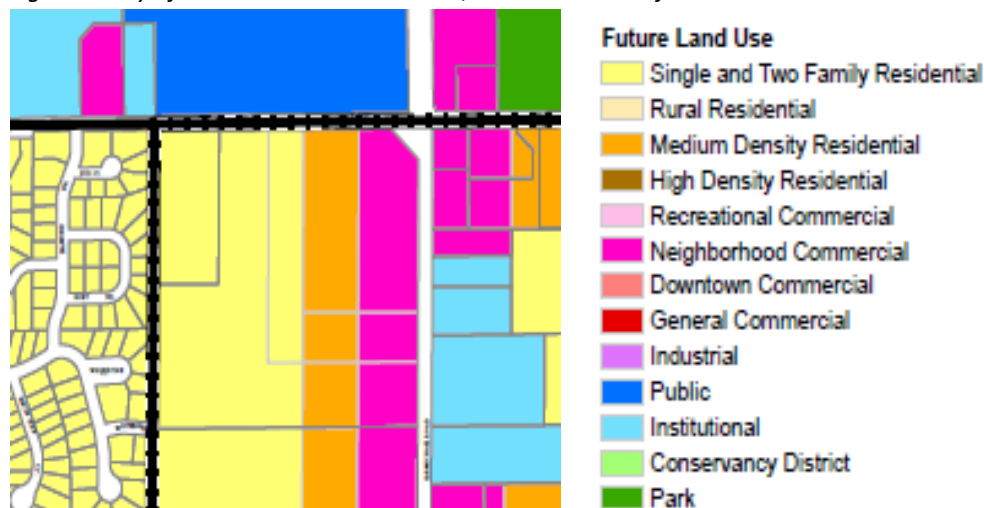 Future Land Use
Single and Two Family Residential
Rural Residential
Medium Density Residential
High Density Residential
Recreational Commercial
Neighborhood Commercial
Downtown Commercial
General Commercial
Industrial
Public
Institutional
Conservancy District
Park